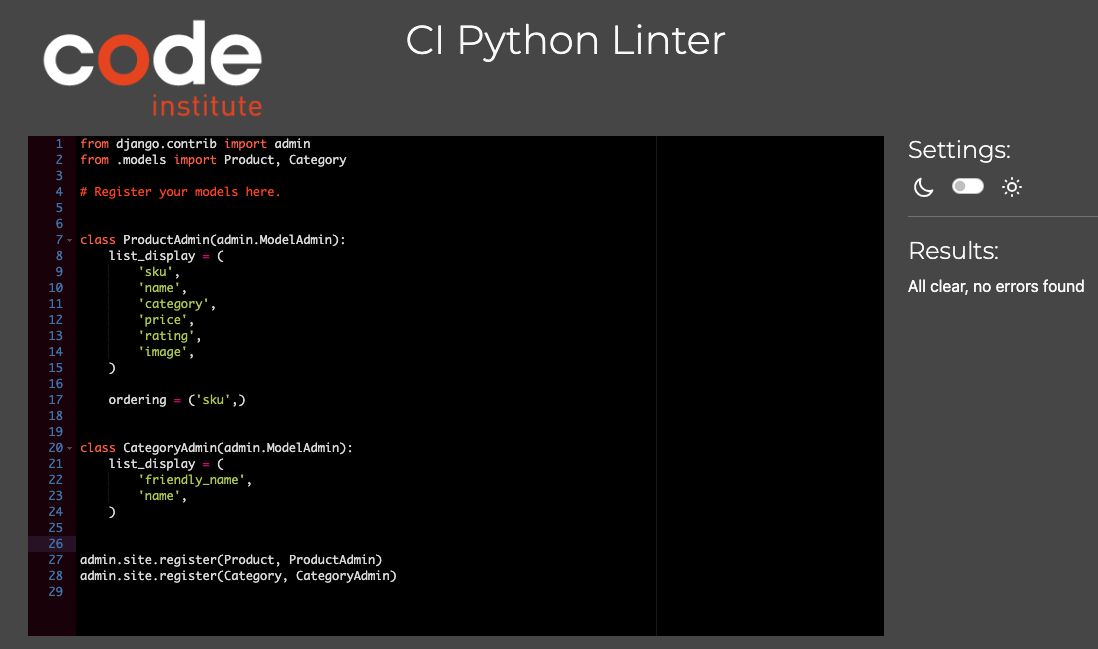 code
institute
CI Python Linter
1 from django.contrib import admin
2 from .models import Product, Category
3
4 # Register your models here.
5
6
7 class ProductAdmin(admin.ModelAdmin):
8     list_display = (
9         'sku',
10         'name',
11         'category',
12         'price',
13         'rating',
14         'image',
15     )
16
17     ordering = ('sku',)
18
19
20 class CategoryAdmin(admin.ModelAdmin):
21     list_display = (
22         'friendly_name',
23         'name',
24     )
25
26
27 admin.site.register(Product, ProductAdmin)
28 admin.site.register(Category, CategoryAdmin)
29
Settings:
Results:
All clear, no errors found